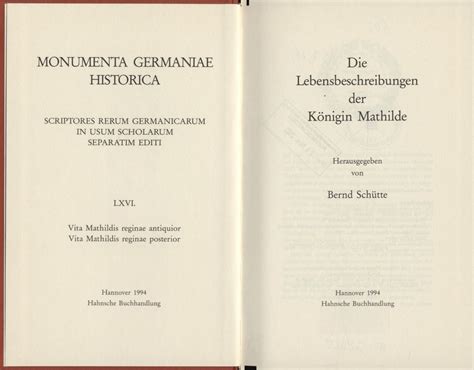 MONUMENTA GERMANIAE
HISTORICA
SCRIPTORES RERUM GERMANICARUM
IN USUM SCHOLARUM
SEPARATIM EDITI
LXVI.
Vita Mathildis reginae antiquior
Vita Mathildis reginae posterior
Hannover 1994
Hahnsche Buchhandlung
Die
Lebensbeschreibungen
der
Königin Mathilde
Herausgegeben
von
Bernd Schütte
Hannover 1994
Hahnsche Buchhandlung